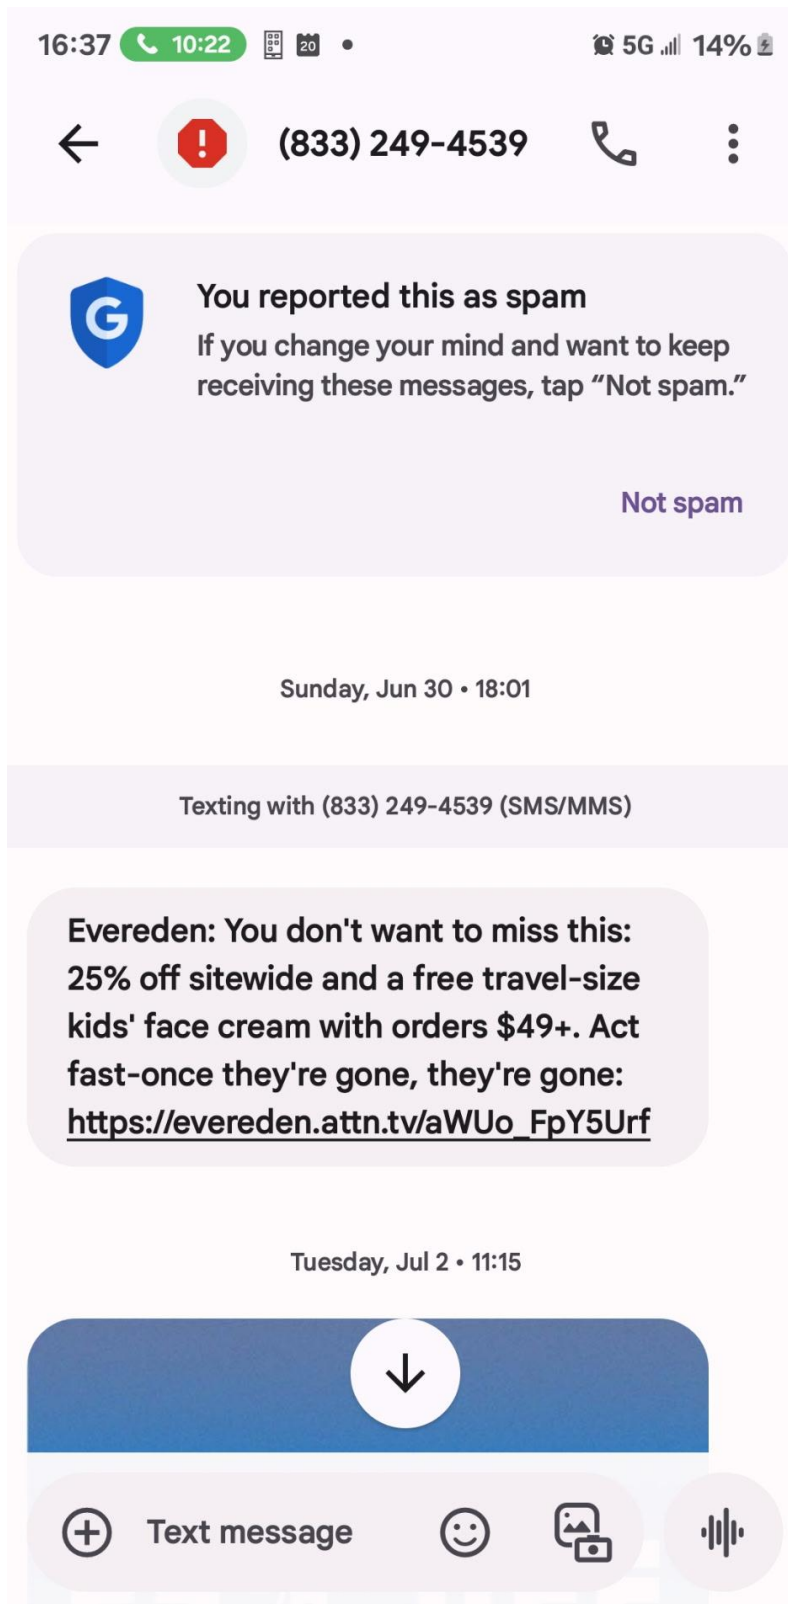 16:37 10:22 20 5G 14%
(833) 249-4539
G
You reported this as spam
If you change your mind and want to keep
receiving these messages, tap “Not spam.”
Not spam
Sunday, Jun 30 • 18:01
Texting with (833) 249-4539 (SMS/MMS)
Evereden: You don't want to miss this:
25% off sitewide and a free travel-size
kids' face cream with orders $49+. Act
fast-once they're gone, they're gone:
https://evereden.attn.tv/aWUo_FpY5Urf
Tuesday, Jul 2 • 11:15
Text message